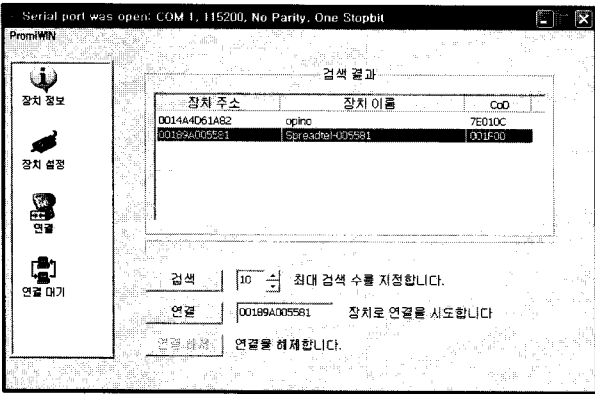 Serial port was open: COM 1, 115200, No Parity, One Stopbit
PromiWIN
장치 정보
장치 설정
연결
연결 대기
검색 결과
장치 주소 장치 이름 CoD
0014A4D61A82 opino 7E010C
00189A005581 Spreadtel-005581 001F00
검색 10 최대 검색 수를 지정합니다.
연결 00189A005581 장치로 연결을 시도합니다
연결 해제 연결을 해제합니다.